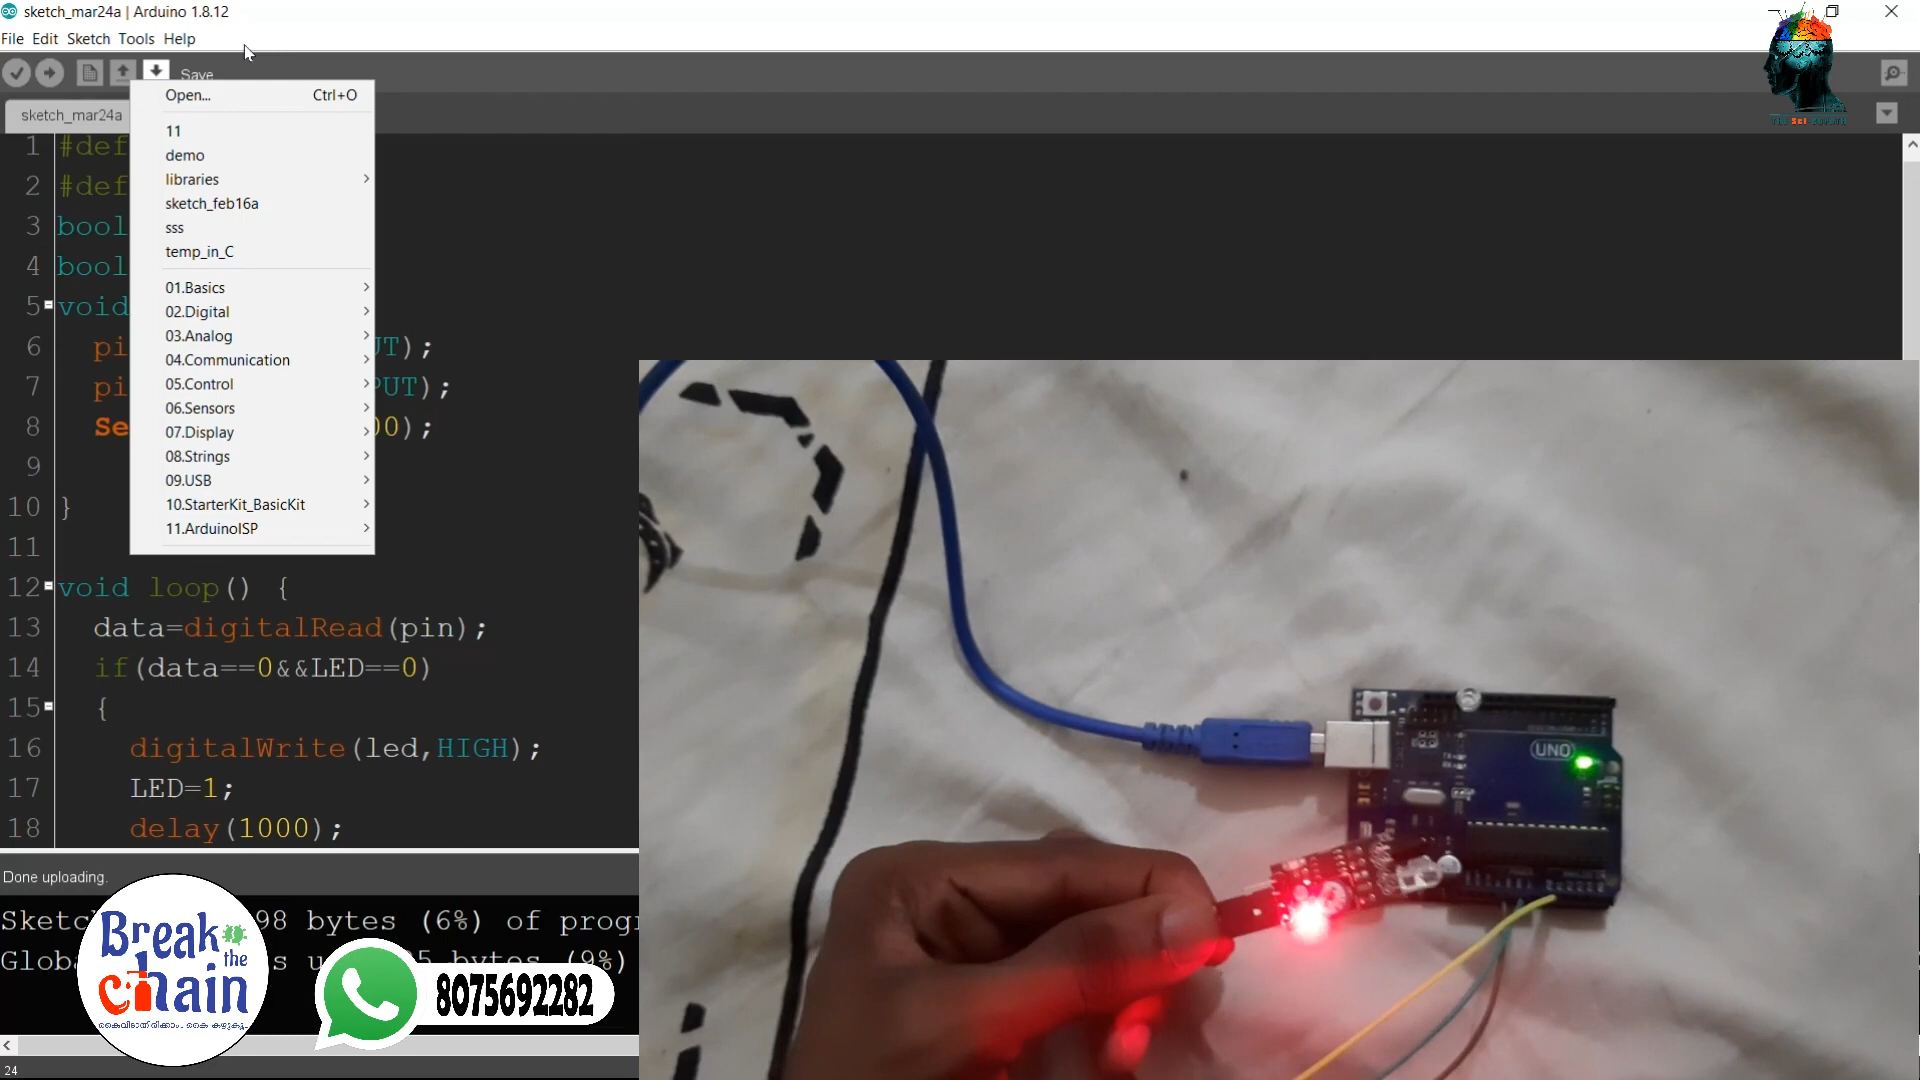 sketch_mar24a | Arduino 1.8.12
File Edit Sketch Tools Help
Save
sketch_mar24a
Open... Ctrl+O
11
demo
libraries
sketch_feb16a
sss
temp_in_C
01.Basics
02.Digital
03.Analog
04.Communication
05.Control
06.Sensors
07.Display
08.Strings
09.USB
10.StarterKit_BasicKit
11.ArduinoISP
1 #def
2 #def
3 bool
4 bool
5 void
6 pi UT);
7 pi PUT);
8 Se 00);
9
10 }
11
12 void loop() {
13 data=digitalRead(pin);
14 if(data==0&&LED==0)
15 {
16 digitalWrite(led,HIGH);
17 LED=1;
18 delay(1000);
Done uploading.
Sketc 98 bytes (6%) of progr
Globa s u 95 bytes (9%)
Break the chain
8075692282
24
UNO